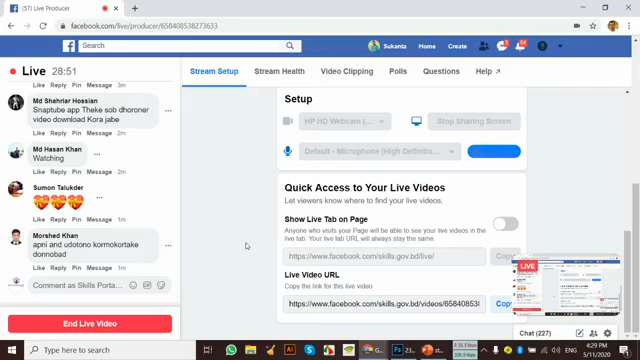 (57) Live Producer
facebook.com/live/producer/658408538273633
Search
Sukanta
Home
Create
Live 28:51
Stream Setup
Stream Health
Video Clipping
Polls
Questions
Help
Like Reply Pin Message 3m
Md Shahriar Hossian
Snaptube app Theke sob dhoroner
video download Kora jabe
Like Reply Pin Message 2m
Md Hasan Khan
Watching
Like Reply Pin Message 2m
Sumon Talukder
Like Reply Pin Message 1m
Morshed Khan
apni and udotono kormokortake
donnobad
Like Reply Pin Message 1m
Comment as Skills Porta...
End Live Video
Setup
HP HD Webcam (...
Stop Sharing Screen
Default - Microphone (High Definitio...
Quick Access to Your Live Videos
Let viewers know where to find your live videos.
Show Live Tab on Page
Anyone who visits your Page will be able to see your live videos in the
live tab. Your live tab URL will always stay the same.
https://www.facebook.com/skills.gov.bd/live/
Copy
Live Video URL
Copy the link for this live video.
https://www.facebook.com/skills.gov.bd/videos/65840853
Copy
LIVE
Chat (227)
Type here to search
ENG
4:29 PM
5/11/2020